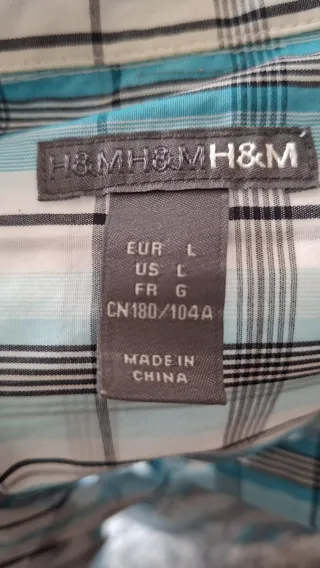 H&MH&MH&M
EUR L
US L
FR G
CN180/104A
MADE IN
CHINA